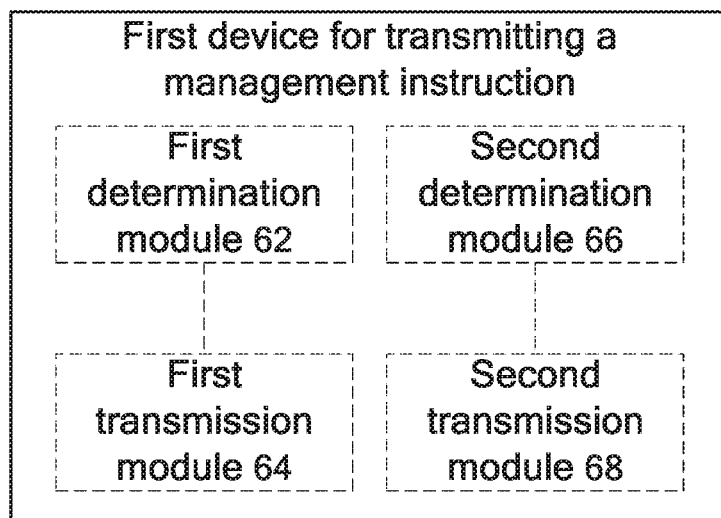 First device for transmitting a
management instruction
First
determination
module 62
Second
determination
module 66
First
transmission
module 64
Second
transmission
module 68